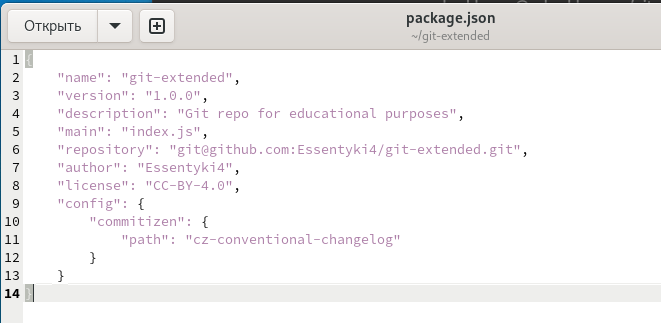 Открыть
package.json
~/git-extended
1 {
2     "name": "git-extended",
3     "version": "1.0.0",
4     "description": "Git repo for educational purposes",
5     "main": "index.js",
6     "repository": "git@github.com:Essentyki4/git-extended.git",
7     "author": "Essentyki4",
8     "license": "CC-BY-4.0",
9     "config": {
10         "commitizen": {
11             "path": "cz-conventional-changelog"
12         }
13     }
14 }